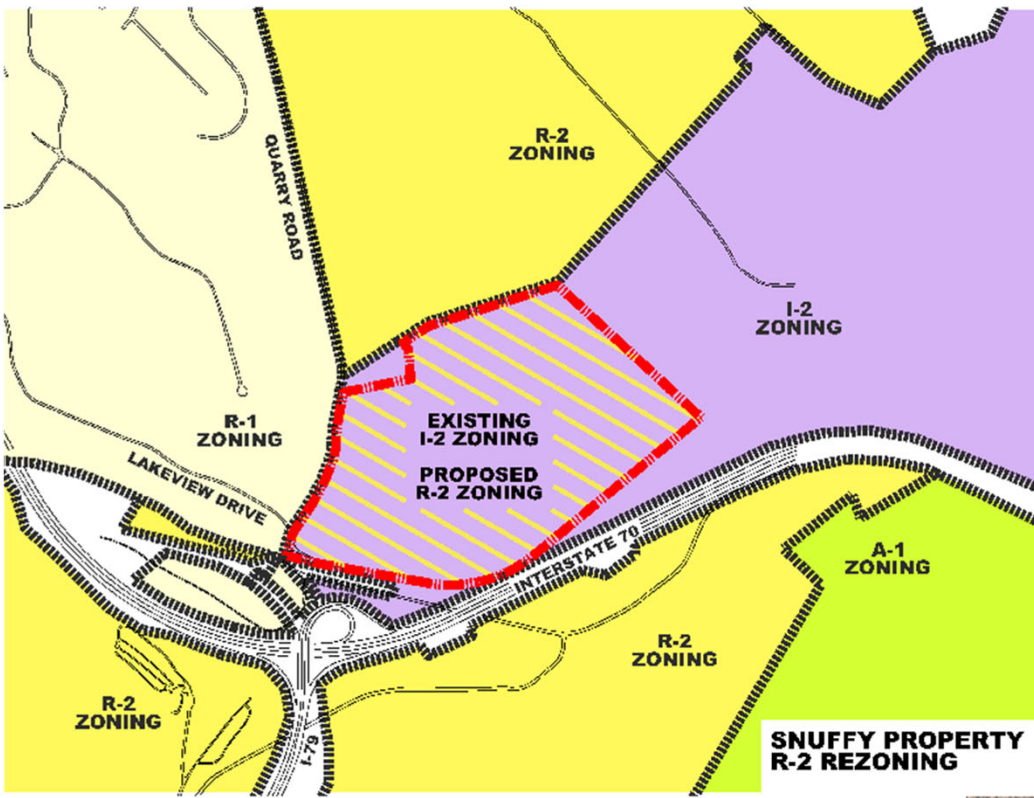 R-2
ZONING
QUARRY ROAD
I-2
ZONING
R-1
ZONING
EXISTING
I-2 ZONING
PROPOSED
R-2 ZONING
LAKEVIEW DRIVE
INTERSTATE 70
A-1
ZONING
R-2
ZONING
R-2
ZONING
I-79
SNUFFY PROPERTY
R-2 REZONING